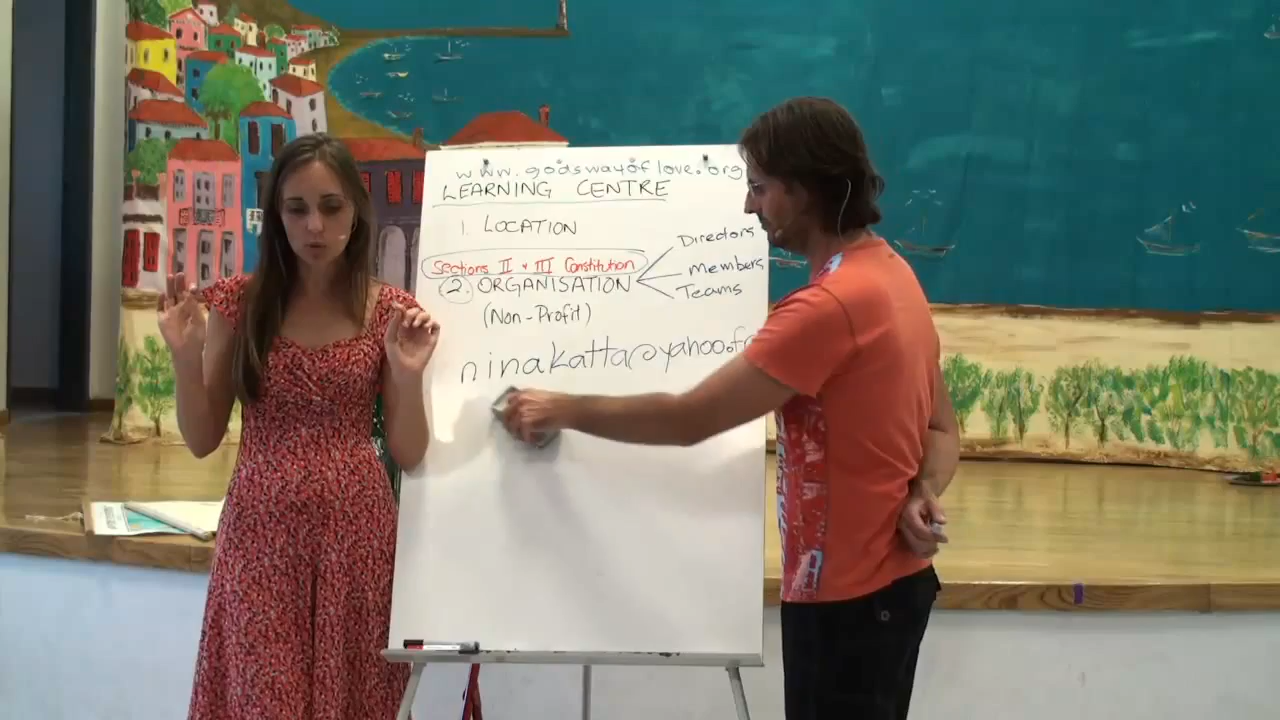 www.godswayoflove.org
LEARNING CENTRE
1. LOCATION
Sections II + III Constitution
2. ORGANISATION
Directors
Members
Teams
(Non-Profit)
ninakatta@yahoo.fr